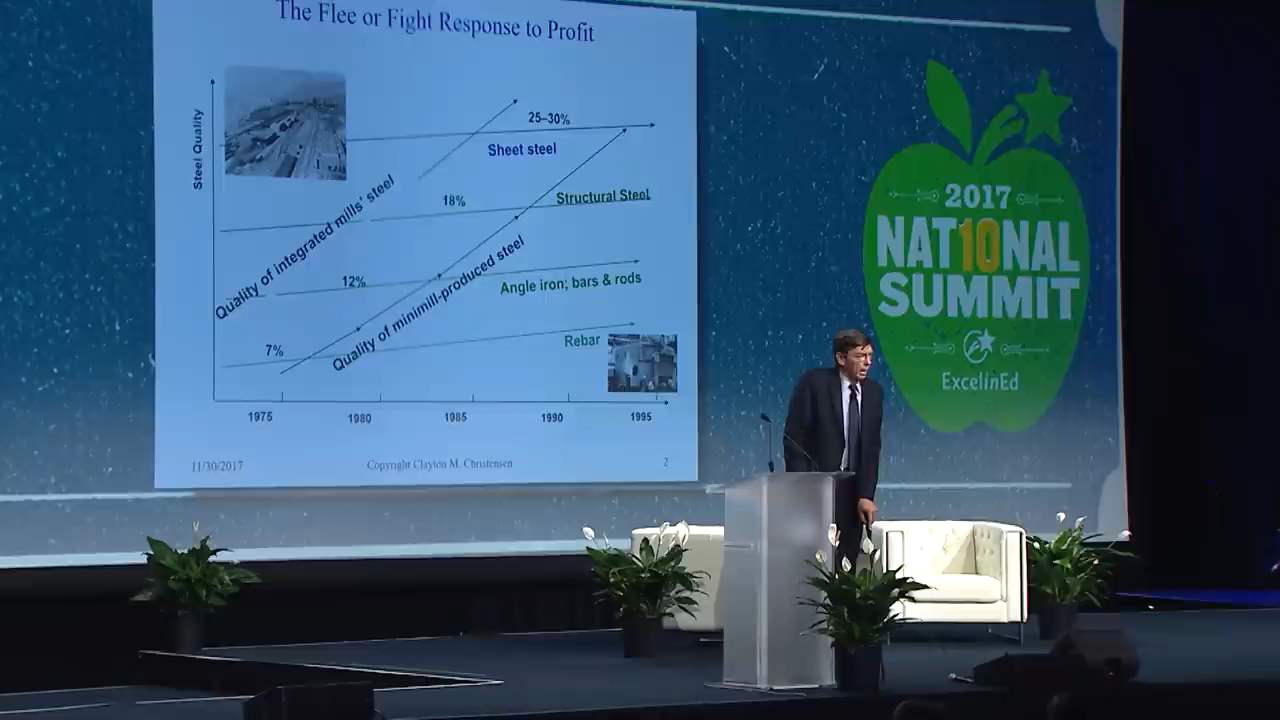 The Flee or Fight Response to Profit
Steel Quality
25–30%
Sheet steel
18%
Structural Steel
Quality of integrated mills' steel
12%
Quality of minimill-produced steel
Angle iron; bars & rods
7%
Rebar
1975 1980 1985 1990 1995
11/30/2017 Copyright Clayton M. Christensen 2
2017
NAT10NAL
SUMMIT
ExcelinEd